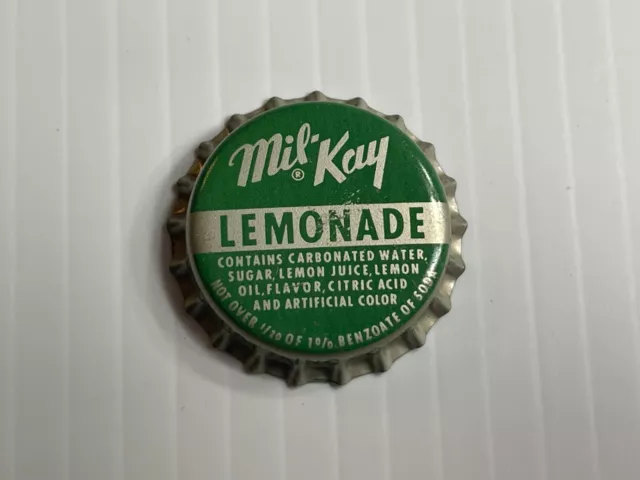 Mil-Kay
®
LEMONADE
CONTAINS CARBONATED WATER,
SUGAR, LEMON JUICE, LEMON
OIL, FLAVOR, CITRIC ACID
AND ARTIFICIAL COLOR
NOT OVER 1/20 OF 1% BENZOATE OF SODA